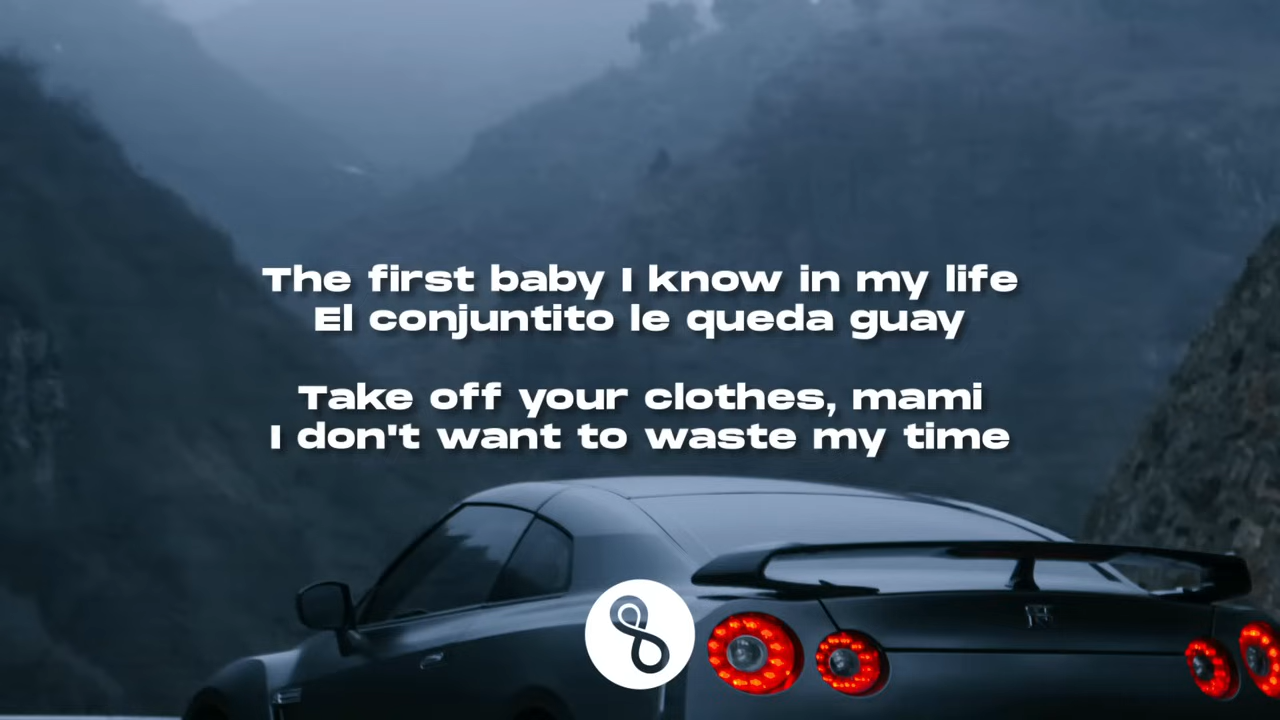 The first baby I know in my life
El conjuntito le queda guay
Take off your clothes, mami
I don't want to waste my time